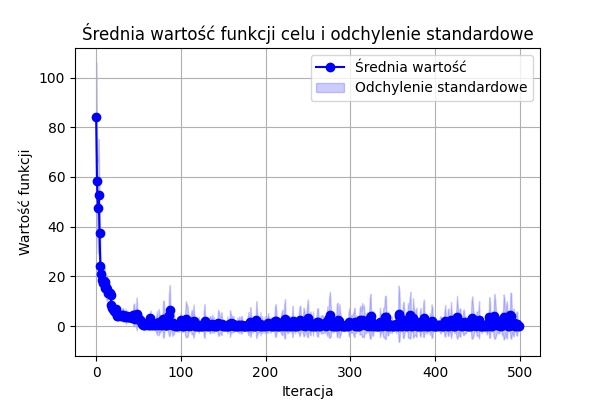 Średnia wartość funkcji celu i odchylenie standardowe
Średnia wartość
Odchylenie standardowe
Wartość funkcji
100
80
60
40
20
0
0 100 200 300 400 500
Iteracja